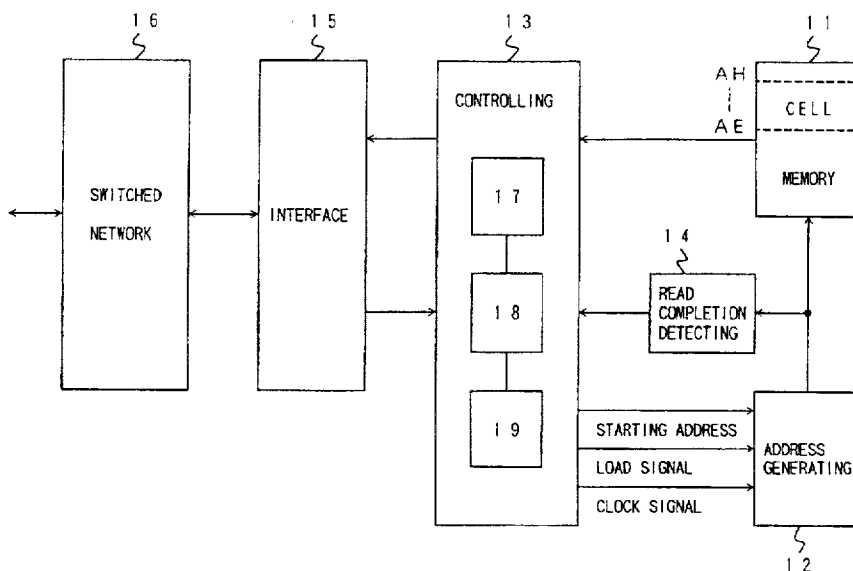 16
15
13
11
CONTROLLING
AH
CELL
AE
MEMORY
SWITCHED
NETWORK
INTERFACE
17
14
READ
COMPLETION
DETECTING
18
19
STARTING ADDRESS
LOAD SIGNAL
CLOCK SIGNAL
ADDRESS
GENERATING
12